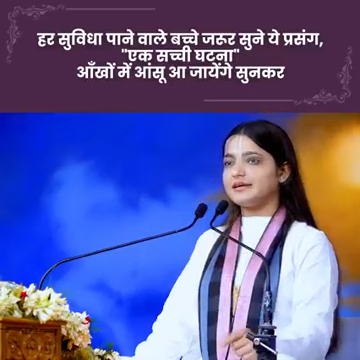 हर सुविधा पाने वाले बच्चे जरूर सुने ये प्रसंग,
"एक सच्ची घटना"
आँखों में आंसू आ जायेंगे सुनकर